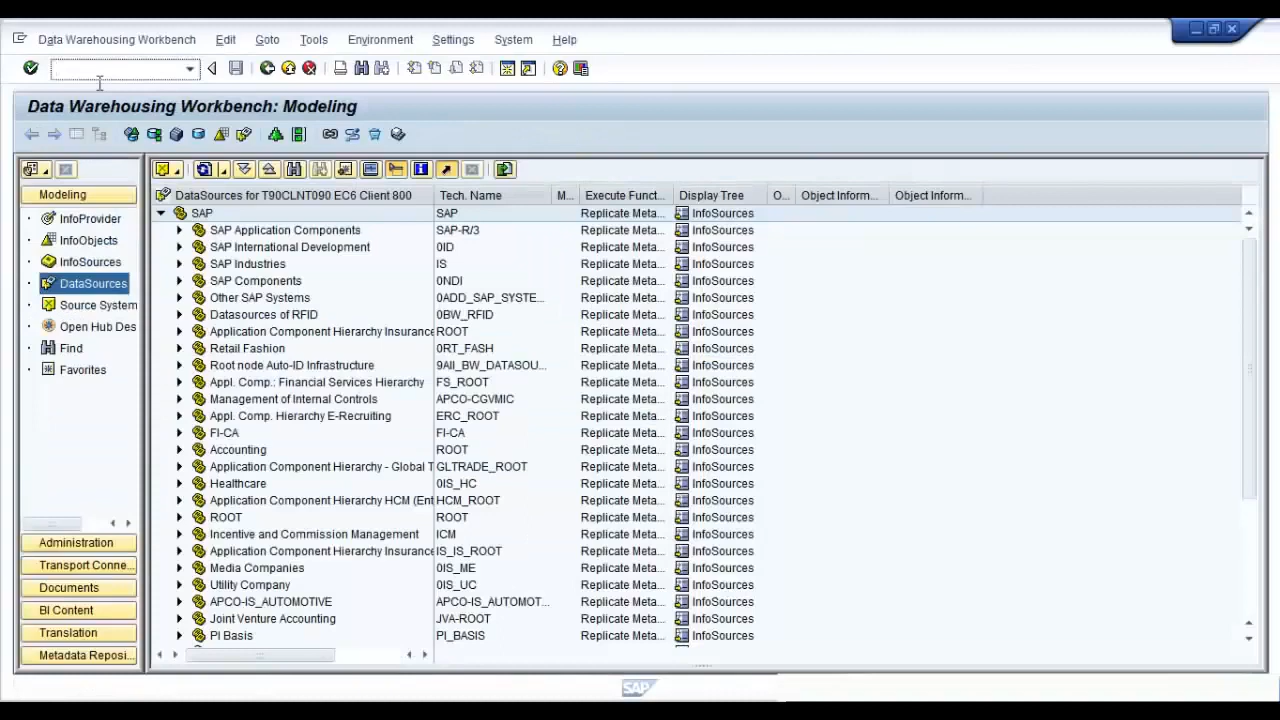 Data Warehousing Workbench Edit Goto Tools Environment Settings System Help
Data Warehousing Workbench: Modeling
Modeling
InfoProvider
InfoObjects
InfoSources
DataSources
Source System
Open Hub Des
Find
Favorites
Administration
Transport Conne...
Documents
BI Content
Translation
Metadata Reposi...
DataSources for T90CLNT090 EC6 Client 800 Tech. Name M... Execute Funct... Display Tree O... Object Inform... Object Inform...
SAP SAP Replicate Meta... InfoSources
SAP Application Components SAP-R/3 Replicate Meta... InfoSources
SAP International Development 0ID Replicate Meta... InfoSources
SAP Industries IS Replicate Meta... InfoSources
SAP Components 0NDI Replicate Meta... InfoSources
Other SAP Systems 0ADD_SAP_SYSTE... Replicate Meta... InfoSources
Datasources of RFID 0BW_RFID Replicate Meta... InfoSources
Application Component Hierarchy Insurance ROOT Replicate Meta... InfoSources
Retail Fashion 0RT_FASH Replicate Meta... InfoSources
Root node Auto-ID Infrastructure 9AII_BW_DATASOU... Replicate Meta... InfoSources
Appl. Comp.: Financial Services Hierarchy FS_ROOT Replicate Meta... InfoSources
Management of Internal Controls APCO-CGVMIC Replicate Meta... InfoSources
Appl. Comp. Hierarchy E-Recruiting ERC_ROOT Replicate Meta... InfoSources
FI-CA FI-CA Replicate Meta... InfoSources
Accounting ROOT Replicate Meta... InfoSources
Application Component Hierarchy - Global T GLTRADE_ROOT Replicate Meta... InfoSources
Healthcare 0IS_HC Replicate Meta... InfoSources
Application Component Hierarchy HCM (Ent HCM_ROOT Replicate Meta... InfoSources
ROOT ROOT Replicate Meta... InfoSources
Incentive and Commission Management ICM Replicate Meta... InfoSources
Application Component Hierarchy Insurance IS_IS_ROOT Replicate Meta... InfoSources
Media Companies 0IS_ME Replicate Meta... InfoSources
Utility Company 0IS_UC Replicate Meta... InfoSources
APCO-IS_AUTOMOTIVE APCO-IS_AUTOMOT... Replicate Meta... InfoSources
Joint Venture Accounting JVA-ROOT Replicate Meta... InfoSources
PI Basis PI_BASIS Replicate Meta... InfoSources
SAP